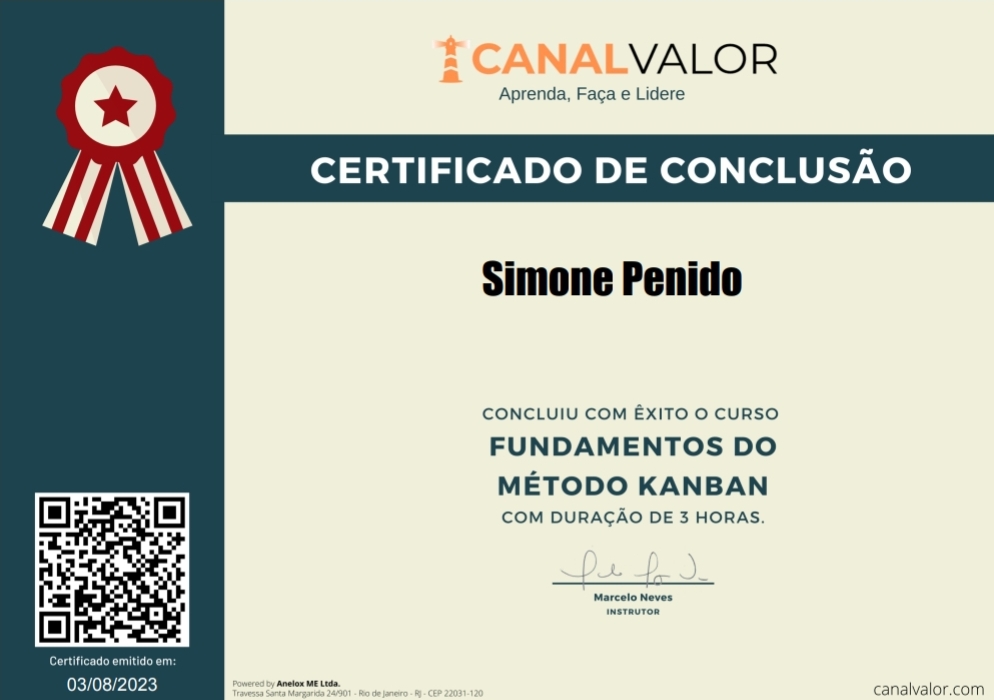 CANALVALOR
Aprenda, Faça e Lidere
CERTIFICADO DE CONCLUSÃO
Simone Penido
CONCLUIU COM ÊXITO O CURSO
FUNDAMENTOS DO
MÉTODO KANBAN
COM DURAÇÃO DE 3 HORAS.
Marcelo Neves
INSTRUTOR
Certificado emitido em:
03/08/2023
Powered by Anelox ME Ltda.
Travessa Santa Margarida 24/901 - Rio de Janeiro - RJ - CEP 22031-120
canalvalor.com